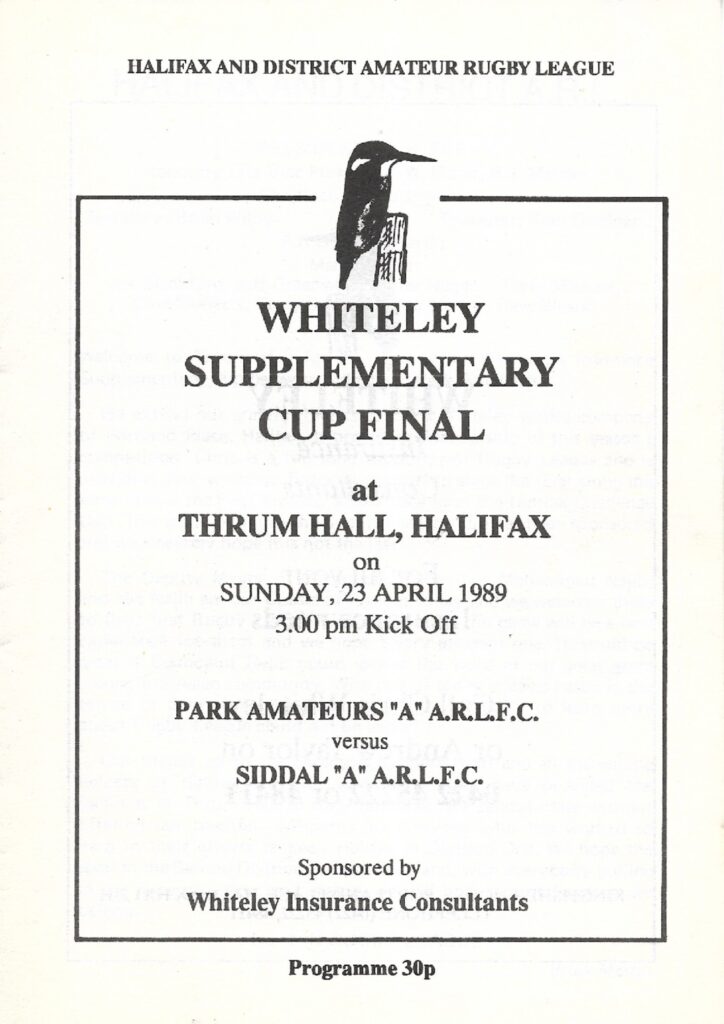 HALIFAX AND DISTRICT AMATEUR RUGBY LEAGUE
WHITELEY
SUPPLEMENTARY
CUP FINAL
at
THRUM HALL, HALIFAX
on
SUNDAY, 23 APRIL 1989
3.00 pm Kick Off
PARK AMATEURS "A" A.R.L.F.C.
versus
SIDDAL "A" A.R.L.F.C.
Sponsored by
Whiteley Insurance Consultants
Programme 30p